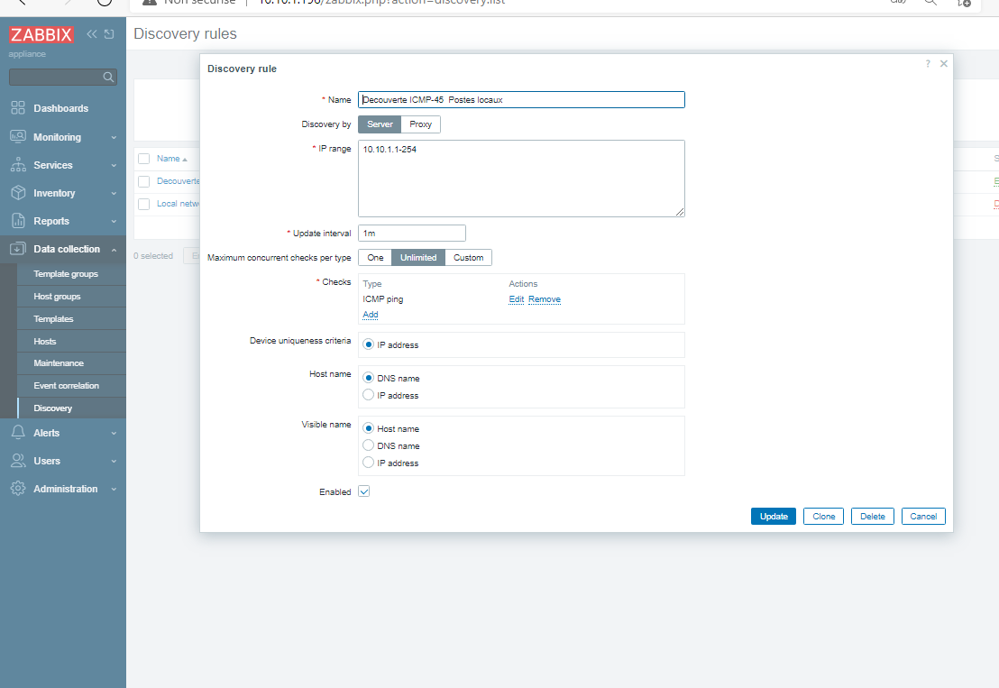 Non sécurisé | 10.10.1.196/zabbix.php?action=discovery.list
ZABBIX
appliance
Dashboards
Monitoring
Services
Inventory
Reports
Data collection
Template groups
Host groups
Templates
Hosts
Maintenance
Event correlation
Discovery
Alerts
Users
Administration
Discovery rules
Name
Decouverte
Local netw
0 selected
Discovery rule
?
* Name
Decouverte ICMP-45 Postes locaux
Discovery by
Server Proxy
* IP range
10.10.1.1-254
* Update interval
1m
Maximum concurrent checks per type
One Unlimited Custom
* Checks
Type Actions
ICMP ping Edit Remove
Add
Device uniqueness criteria
IP address
Host name
DNS name
IP address
Visible name
Host name
DNS name
IP address
Enabled
Update Clone Delete Cancel